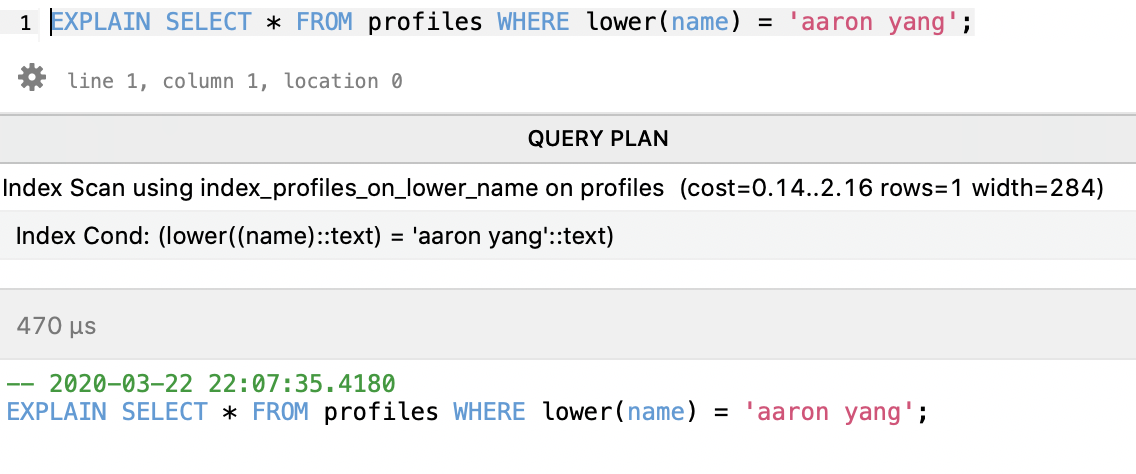 1 EXPLAIN SELECT * FROM profiles WHERE lower(name) = 'aaron yang';
line 1, column 1, location 0
QUERY PLAN
Index Scan using index_profiles_on_lower_name on profiles (cost=0.14..2.16 rows=1 width=284)
Index Cond: (lower((name)::text) = 'aaron yang'::text)
470 µs
-- 2020-03-22 22:07:35.4180
EXPLAIN SELECT * FROM profiles WHERE lower(name) = 'aaron yang';